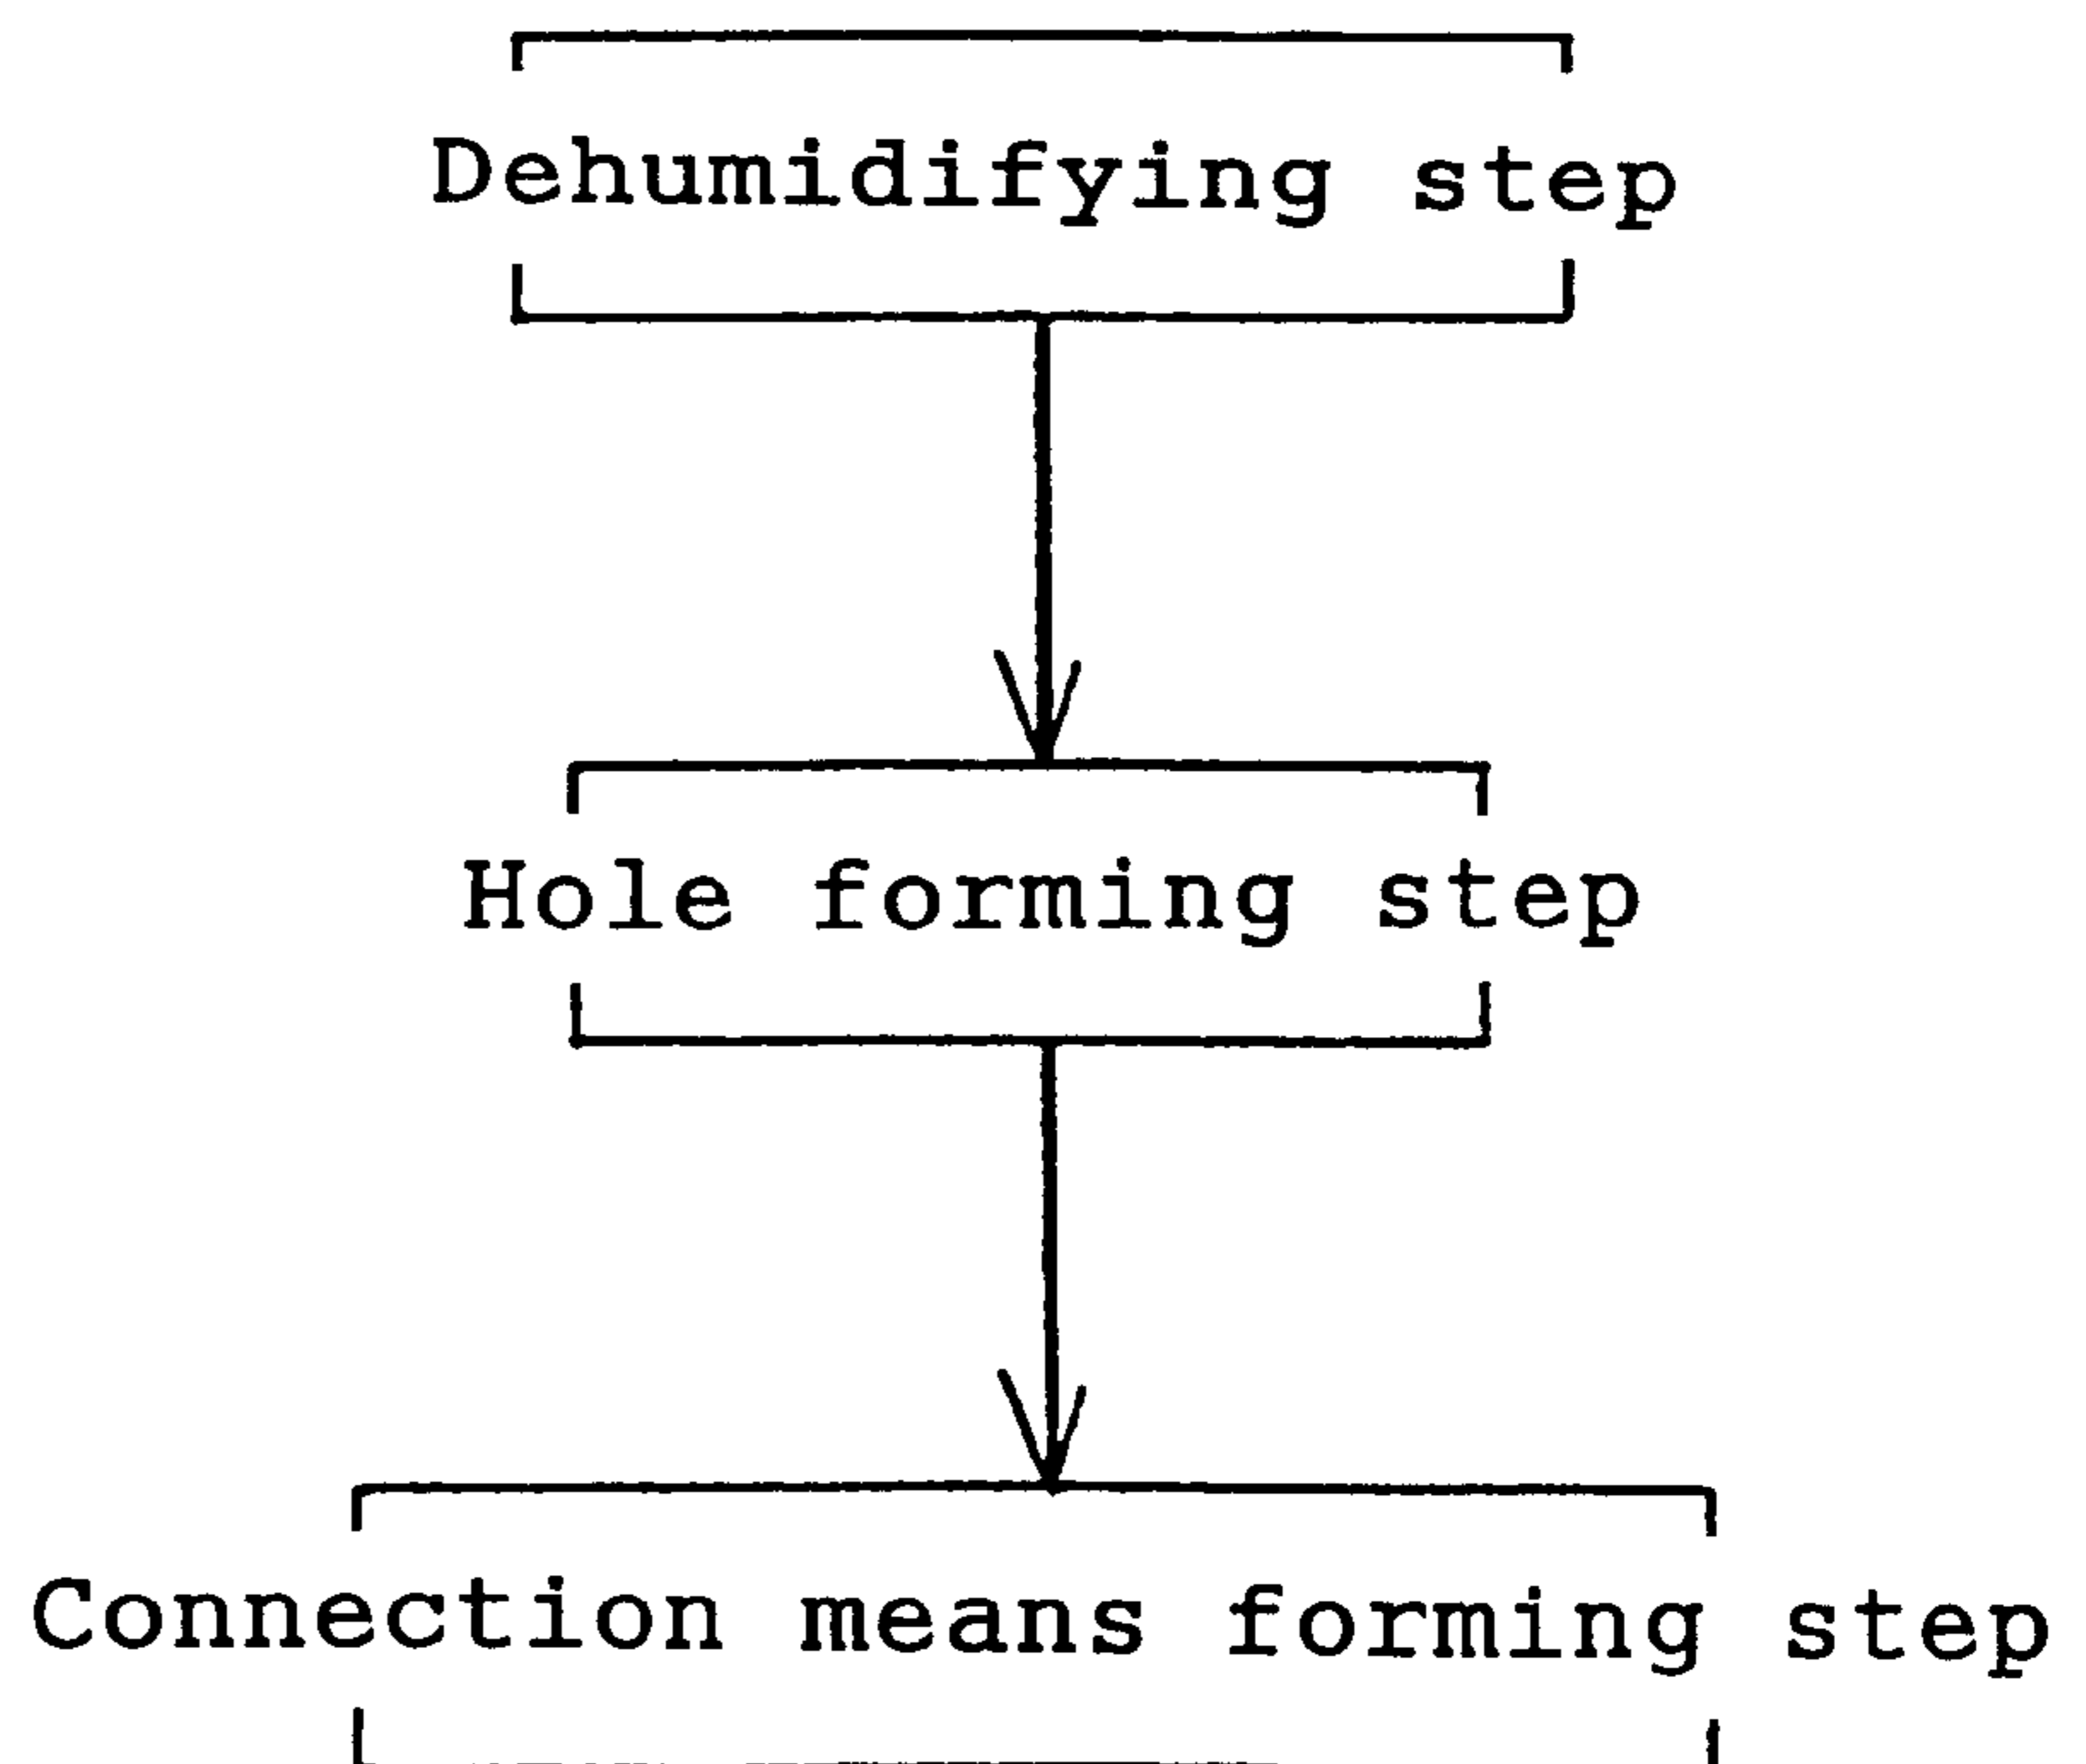 Dehumidifying step
Hole forming step
Connection means forming step